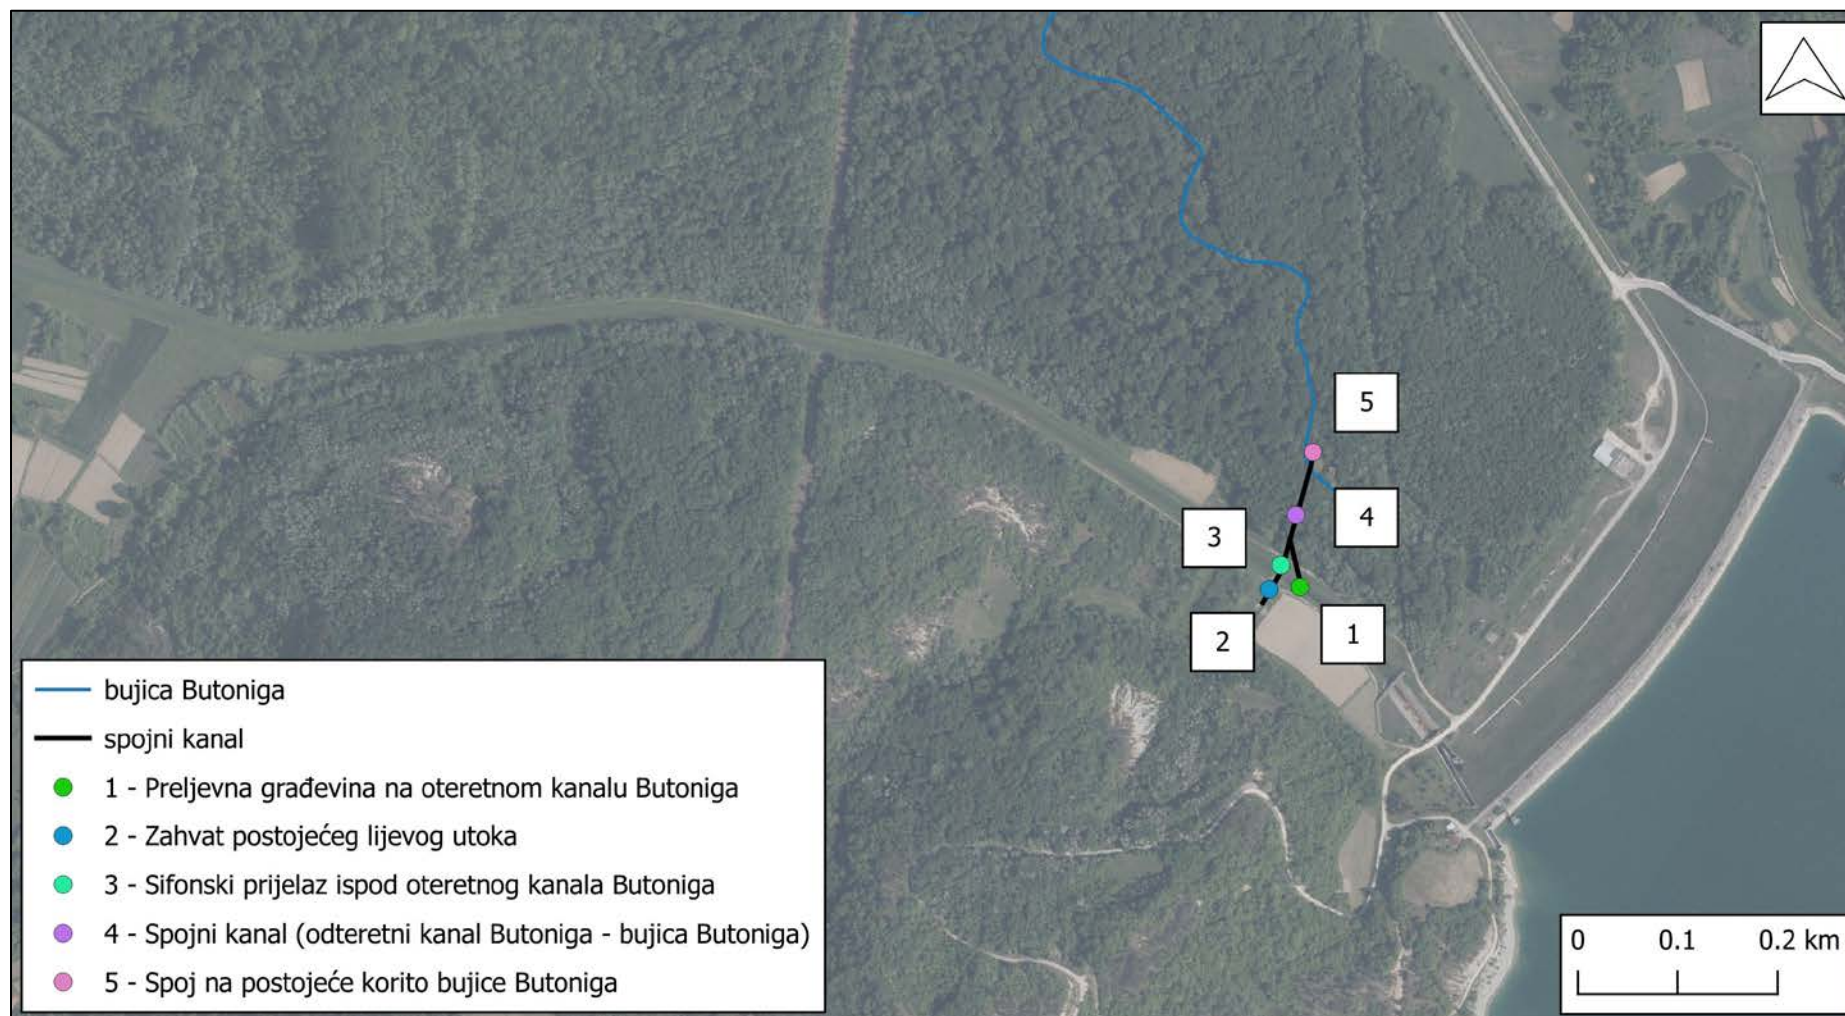 5
4
3
2
1
bujica Butoniga
spojni kanal
1 - Preljevna građevina na oteretnom kanalu Butoniga
2 - Zahvat postojećeg lijevog utoka
3 - Sifonski prijelaz ispod oteretnog kanala Butoniga
4 - Spojni kanal (odteretni kanal Butoniga - bujica Butoniga)
5 - Spoj na postojeće korito bujice Butoniga
0 0.1 0.2 km